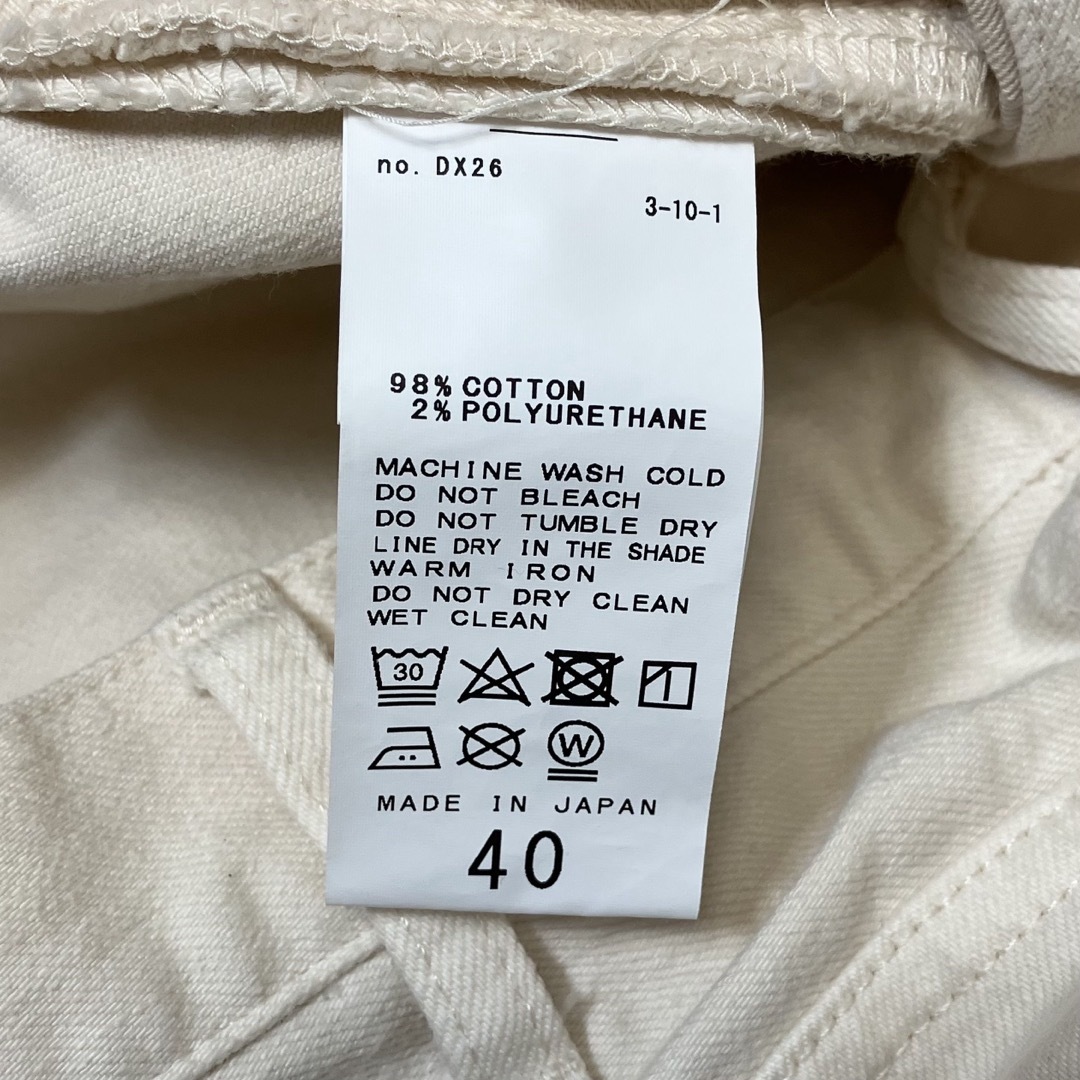 no. DX26
3-10-1
98% COTTON
2% POLYURETHANE
MACHINE WASH COLD
DO NOT BLEACH
DO NOT TUMBLE DRY
LINE DRY IN THE SHADE
WARM IRON
DO NOT DRY CLEAN
WET CLEAN
30
W
MADE IN JAPAN
40